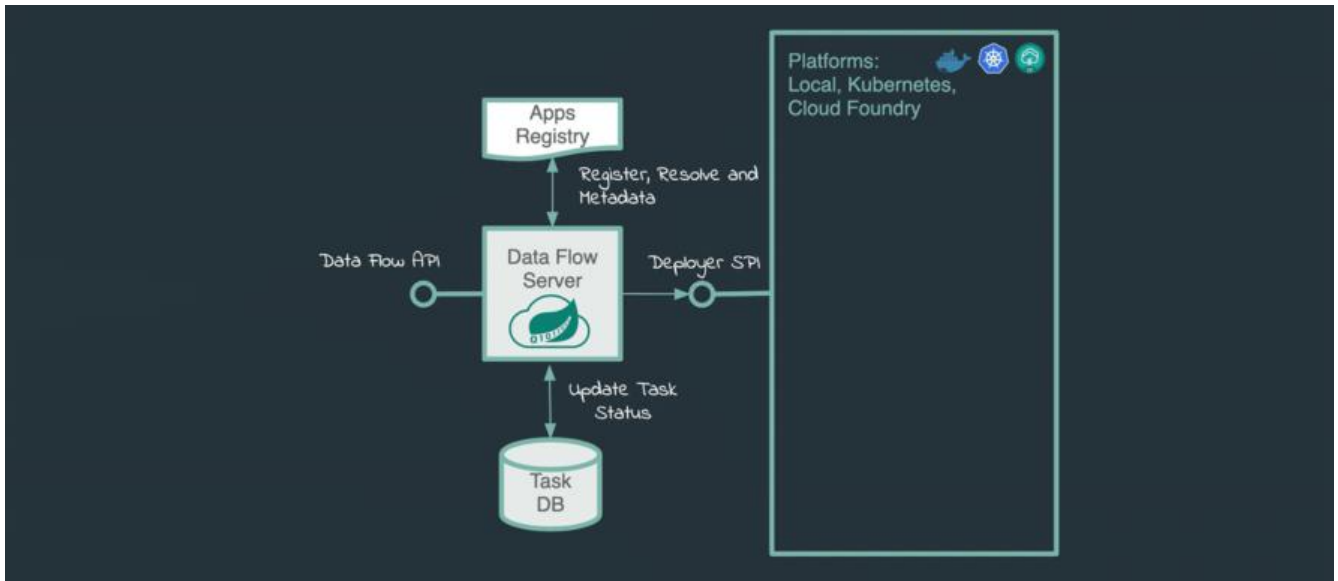 Platforms:
Local, Kubernetes,
Cloud Foundry
Apps
Registry
Register, Resolve and
Metadata
Data Flow API
Data Flow
Server
Deployer SPI
Update Task
Status
Task
DB